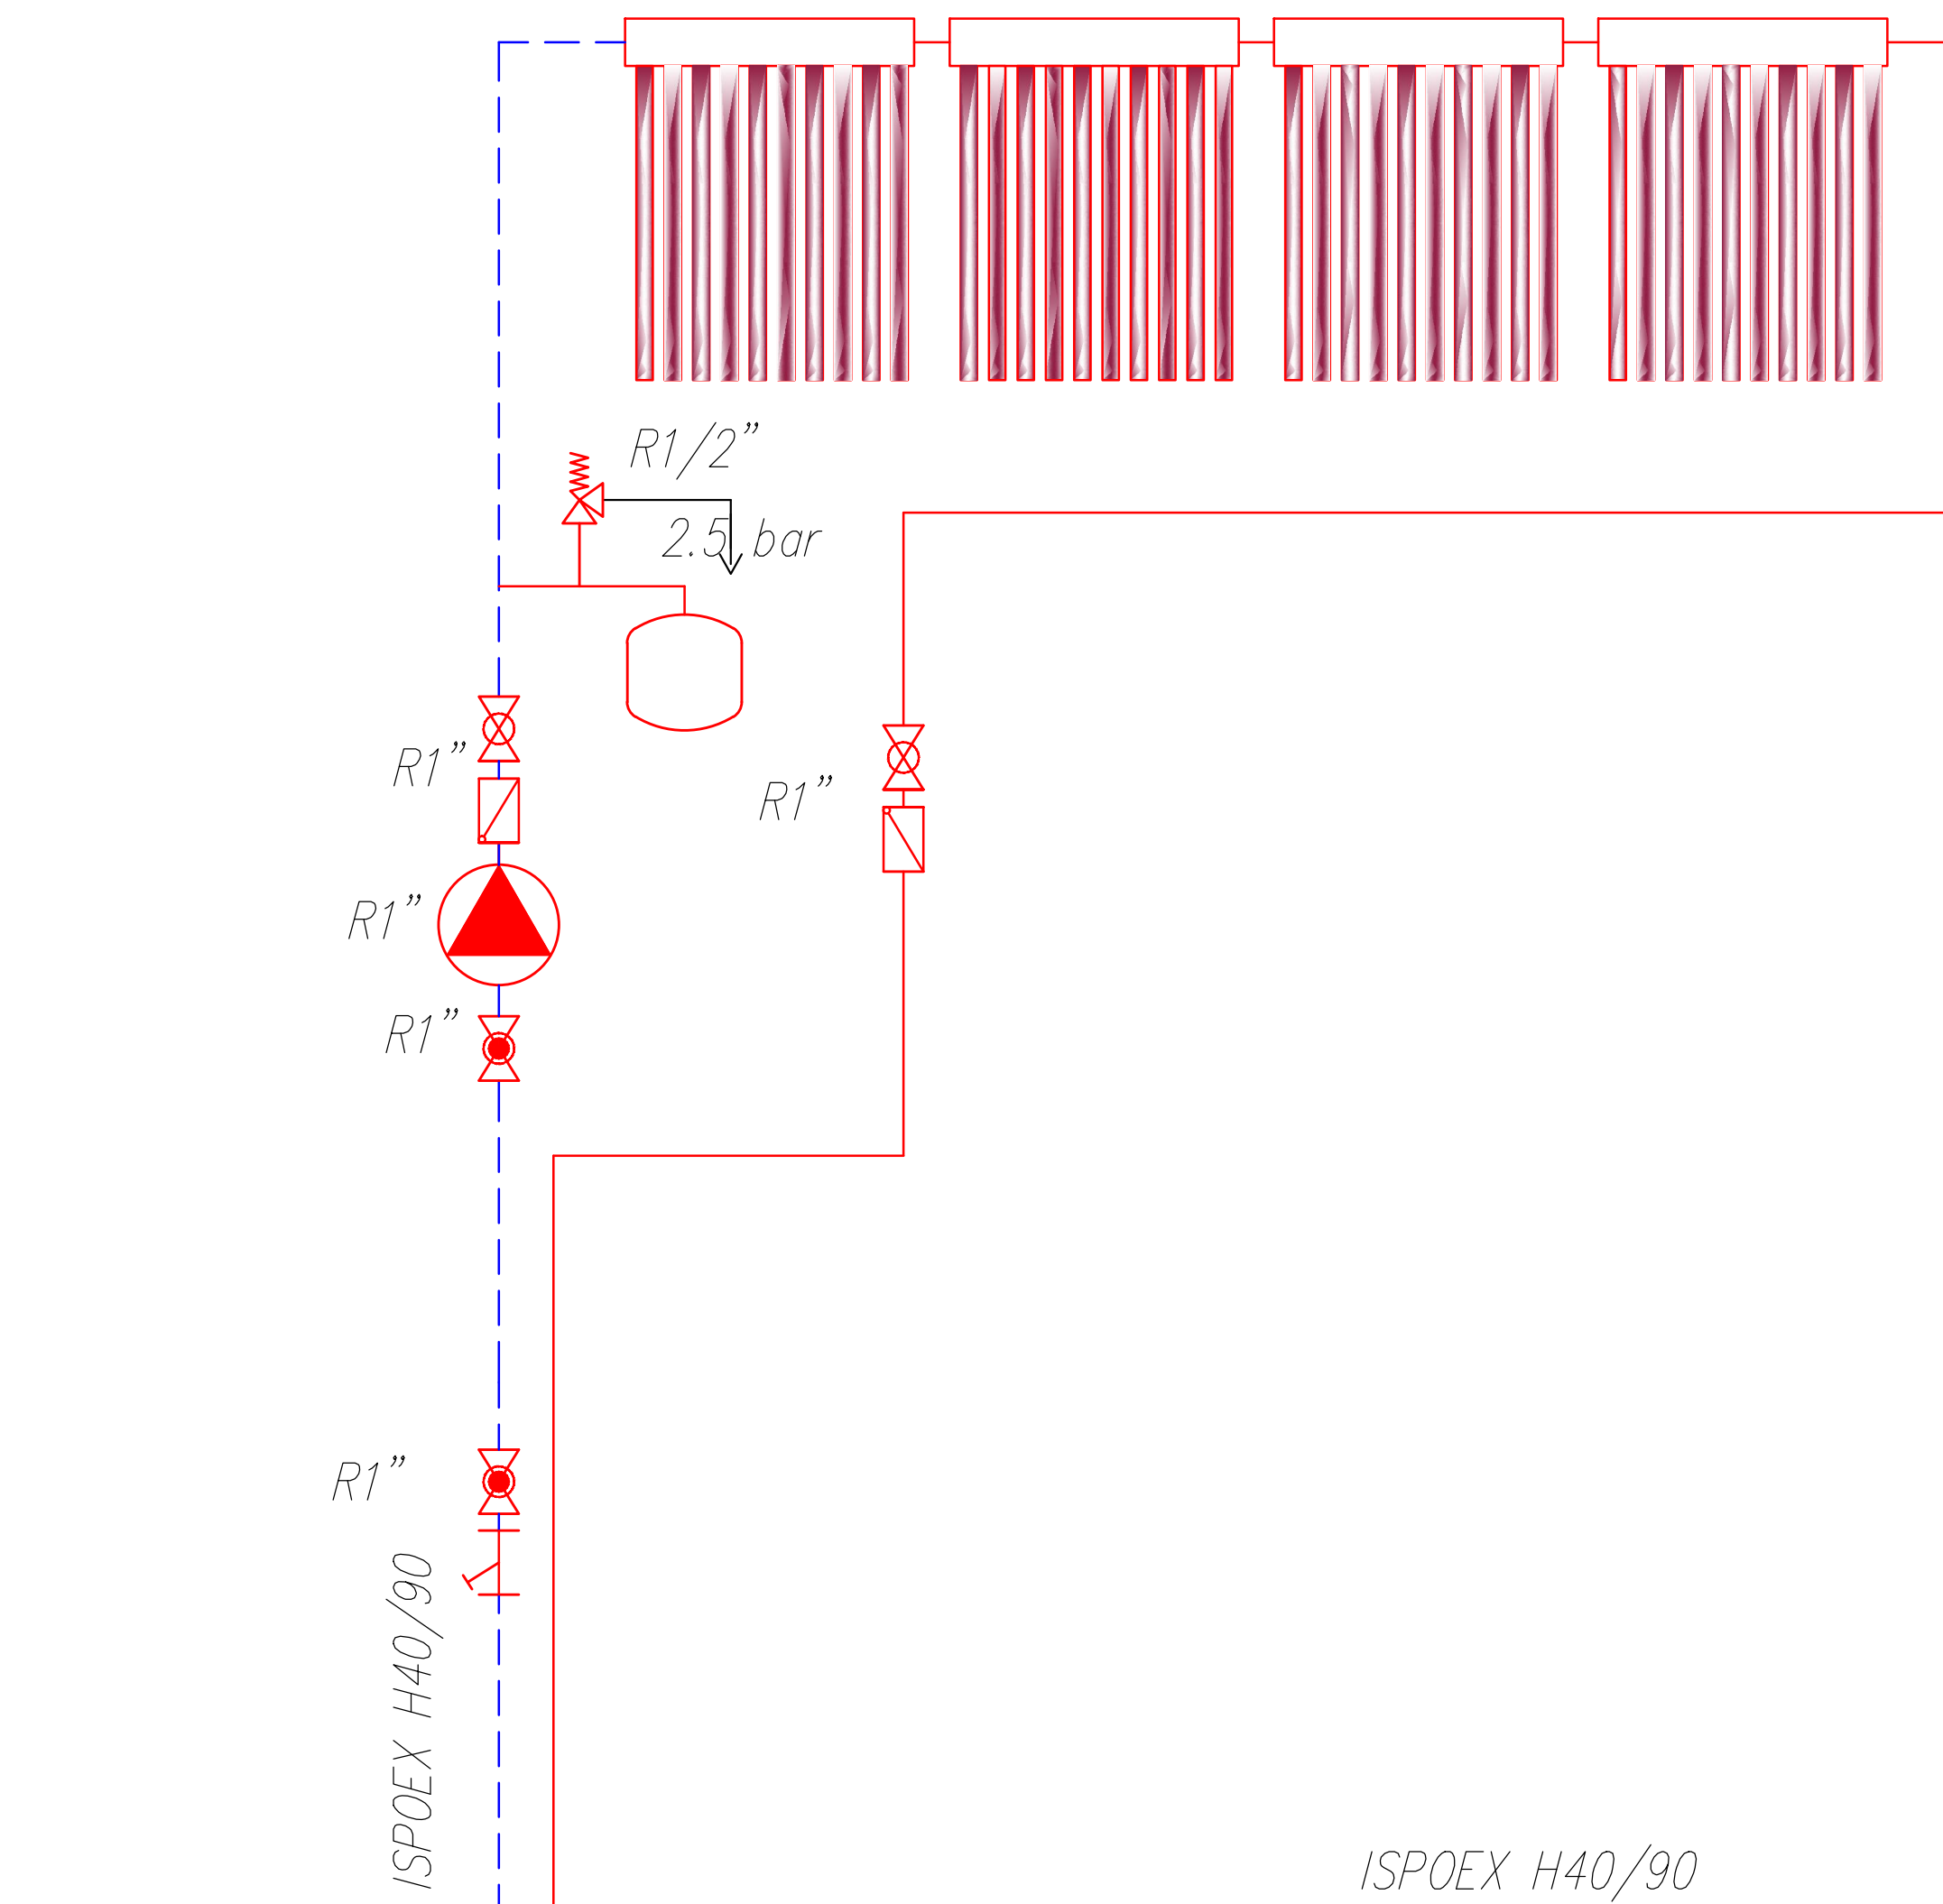 R1/2”
2.5 bar
R1”
R1”
R1”
R1”
R1”
ISPOEX H40/90
ISPOEX H40/90